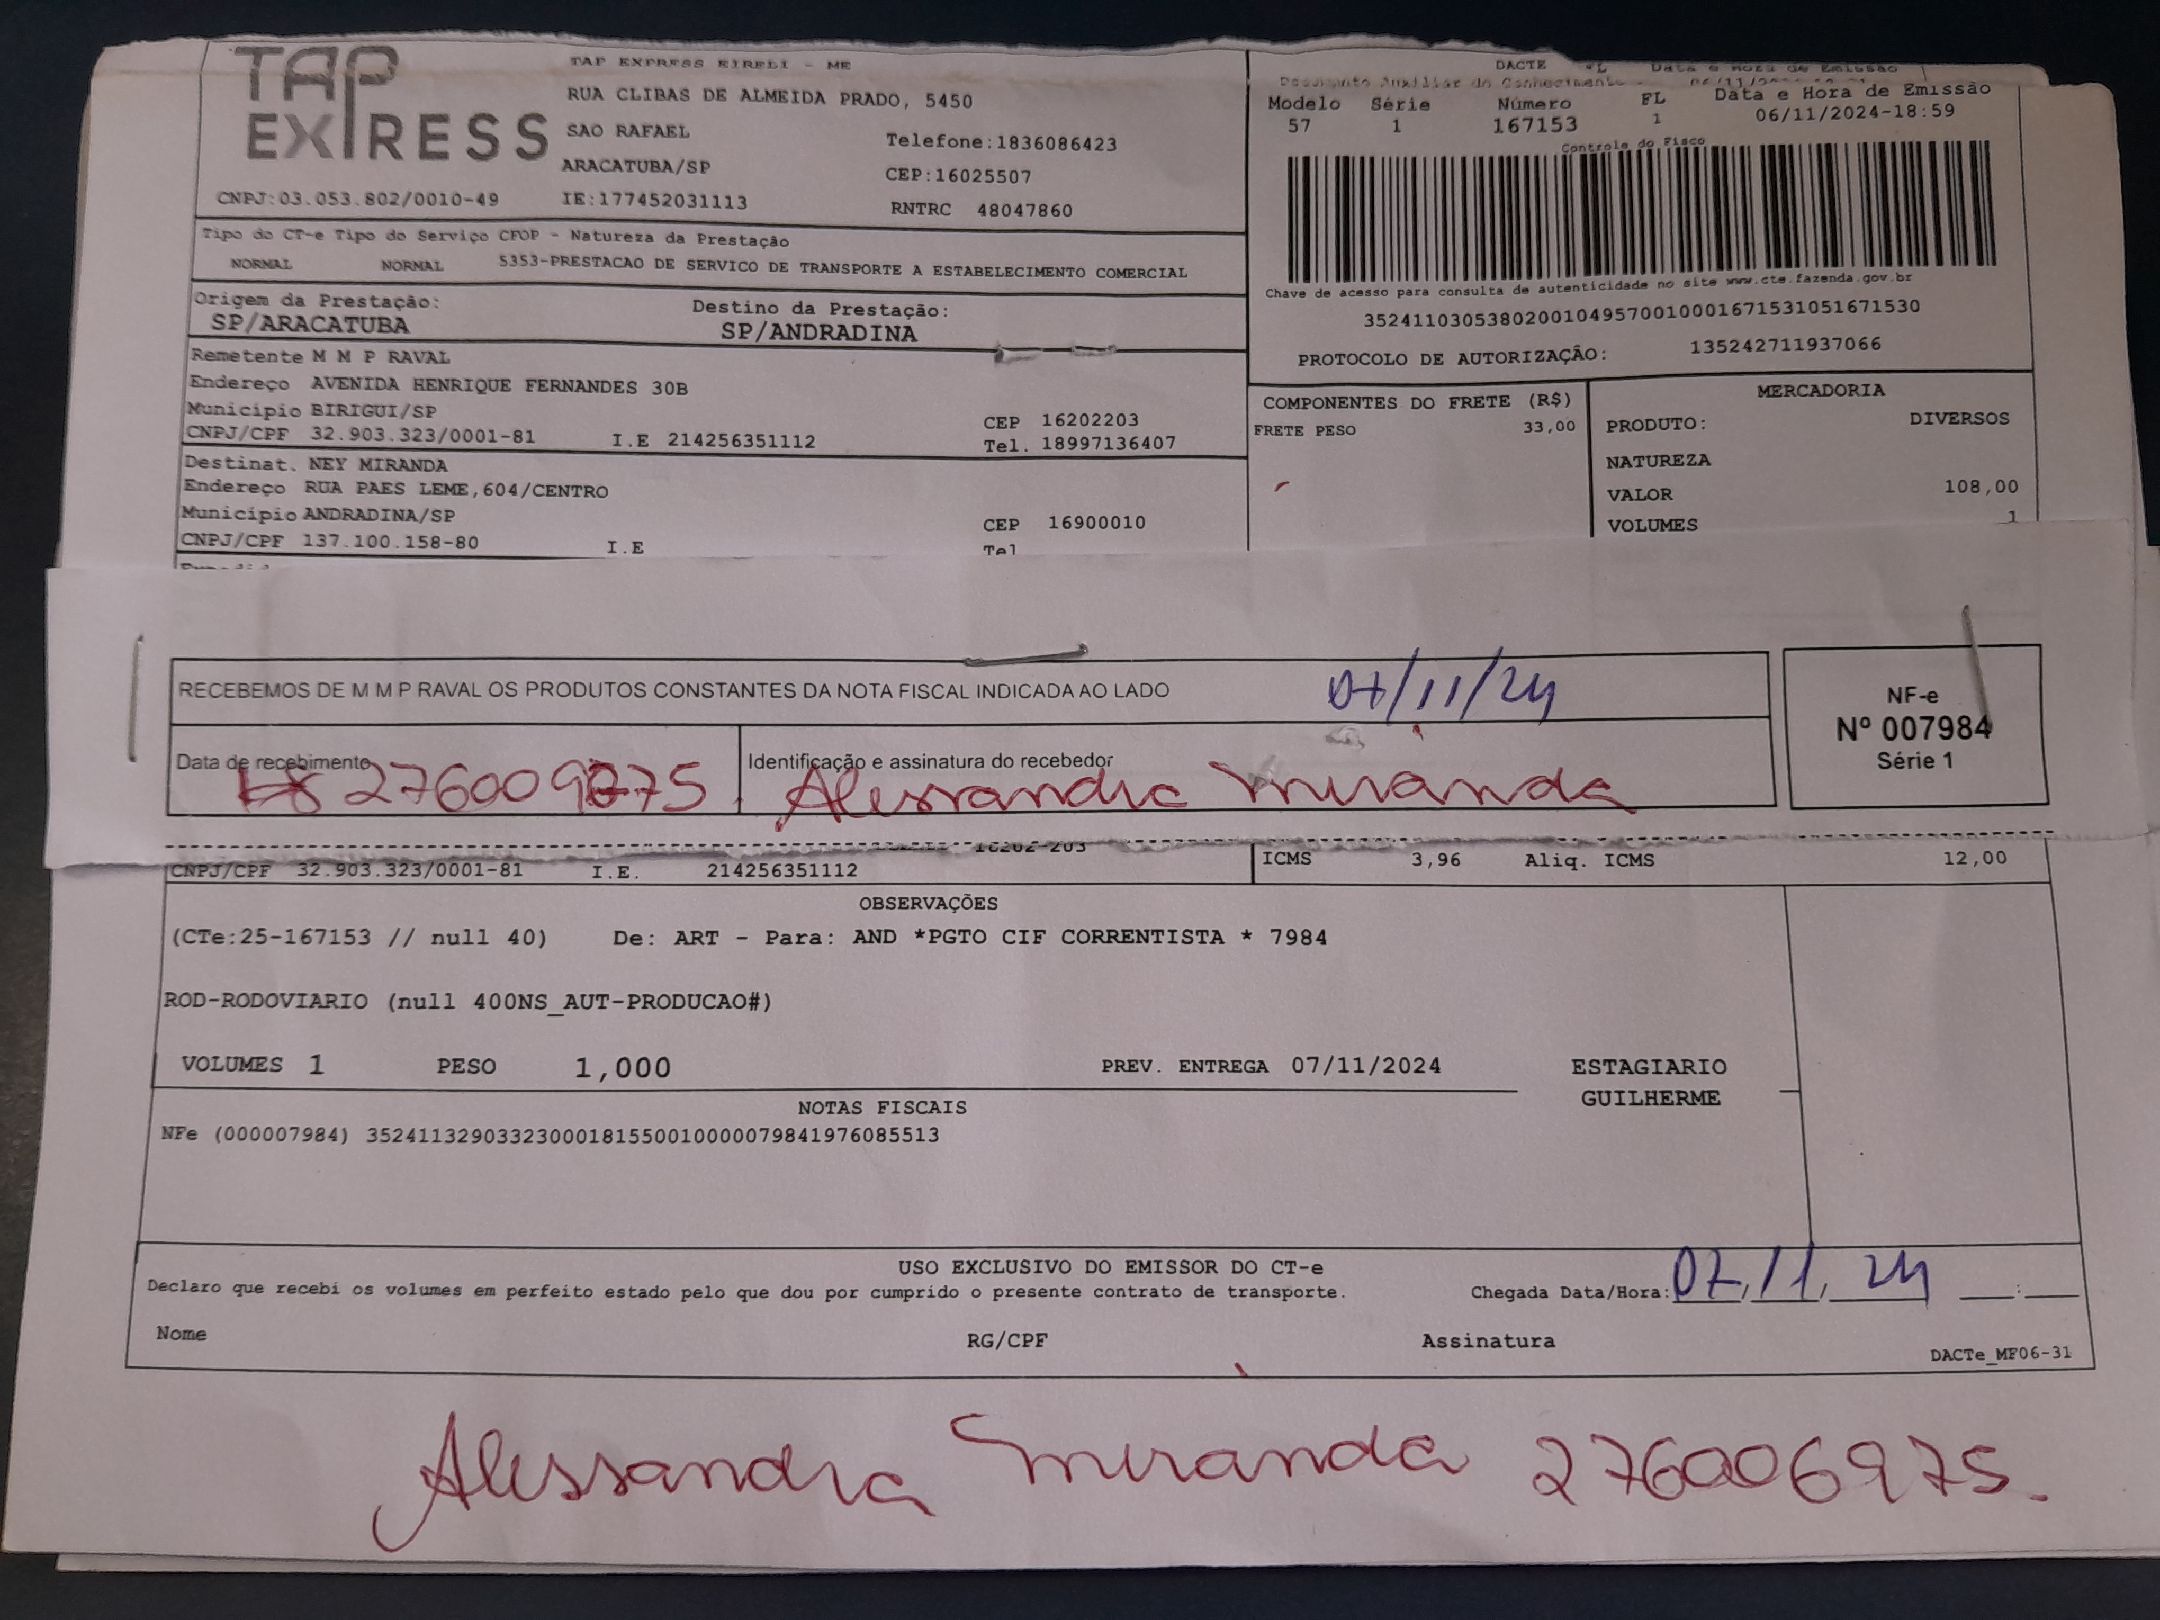 TAP EXPRESS
TAP EXPRESS EIRELI - ME
RUA CLIBAS DE ALMEIDA PRADO, 5450
SAO RAFAEL
Telefone:1836086423
ARACATUBA/SP
CEP:16025507
CNPJ:03.053.802/0010-49 IE:177452031113
RNTRC 48047860
DACTE
Documento Auxiliar do Conhecimento
Modelo Série Número FL Data e Hora de Emissão
57 1 167153 1 06/11/2024-18:59
Controle do Fisco
Chave de acesso para consulta de autenticidade no site www.cte.fazenda.gov.br
35241103053802001049570010001671531051671530
PROTOCOLO DE AUTORIZAÇÃO: 135242711937066
Tipo do CT-e Tipo do Serviço CFOP - Natureza da Prestação
NORMAL NORMAL 5353-PRESTACAO DE SERVICO DE TRANSPORTE A ESTABELECIMENTO COMERCIAL
Origem da Prestação: Destino da Prestação:
SP/ARACATUBA SP/ANDRADINA
Remetente M M P RAVAL
Endereço AVENIDA HENRIQUE FERNANDES 30B
Município BIRIGUI/SP CEP 16202203
CNPJ/CPF 32.903.323/0001-81 I.E 214256351112 Tel. 18997136407
Destinat. NEY MIRANDA
Endereço RUA PAES LEME,604/CENTRO
Município ANDRADINA/SP CEP 16900010
CNPJ/CPF 137.100.158-80 I.E Tel
COMPONENTES DO FRETE (R$)
FRETE PESO 33,00
MERCADORIA
PRODUTO: DIVERSOS
NATUREZA
VALOR 108,00
VOLUMES 1
RECEBEMOS DE M M P RAVAL OS PRODUTOS CONSTANTES DA NOTA FISCAL INDICADA AO LADO 07/11/24
Data de recebimento Identificação e assinatura do recebedor
Alessandra Miranda
NF-e
Nº 007984
Série 1
16202-203
CNPJ/CPF 32.903.323/0001-81 I.E. 214256351112
ICMS 3,96 Aliq. ICMS 12,00
OBSERVAÇÕES
(CTe:25-167153 // null 40) De: ART - Para: AND *PGTO CIF CORRENTISTA * 7984
ROD-RODOVIARIO (null 400NS_AUT-PRODUCAO#)
VOLUMES 1 PESO 1,000 PREV. ENTREGA 07/11/2024 ESTAGIARIO
GUILHERME
NOTAS FISCAIS
NFe (000007984) 35241132903323000181550010000079841976085513
USO EXCLUSIVO DO EMISSOR DO CT-e
Declaro que recebi os volumes em perfeito estado pelo que dou por cumprido o presente contrato de transporte. Chegada Data/Hora: 07/11/24 __:__
Nome RG/CPF Assinatura
DACTe_MF06-31
Alessandra Miranda 276006975.